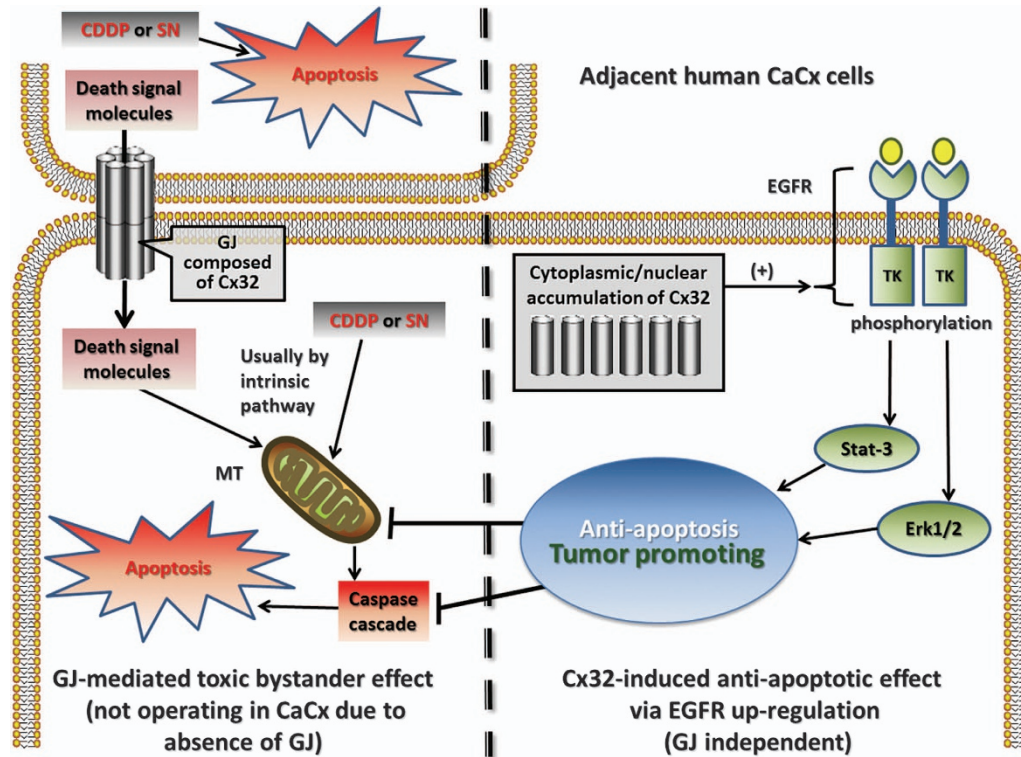 CDDP or SN
Apoptosis
Death signal
molecules
Adjacent human CaCx cells
EGFR
GJ
composed
of Cx32
Cytoplasmic/nuclear
accumulation of Cx32
(+)
TK
TK
phosphorylation
CDDP or SN
Death signal
molecules
Usually by
intrinsic
pathway
MT
Stat-3
Anti-apoptosis
Tumor promoting
Erk1/2
Apoptosis
Caspase
cascade
GJ-mediated toxic bystander effect
(not operating in CaCx due to
absence of GJ)
Cx32-induced anti-apoptotic effect
via EGFR up-regulation
(GJ independent)